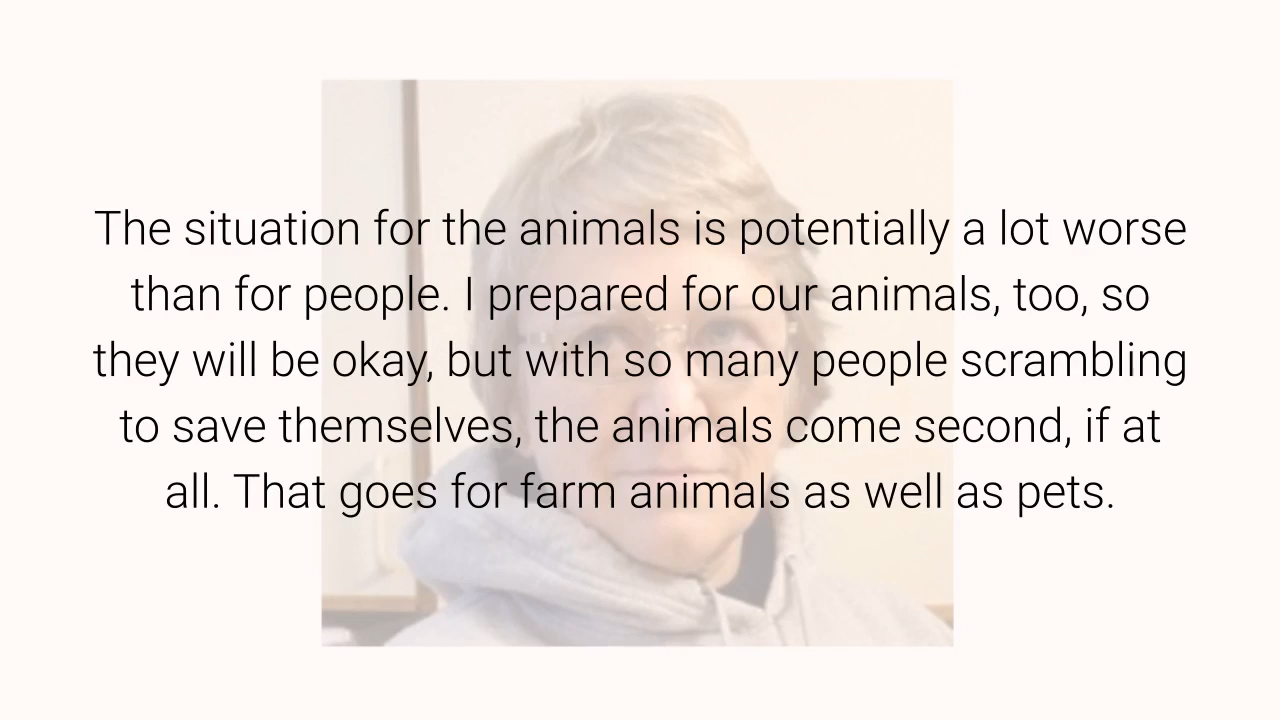 The situation for the animals is potentially a lot worse
than for people. I prepared for our animals, too, so
they will be okay, but with so many people scrambling
to save themselves, the animals come second, if at
all. That goes for farm animals as well as pets.